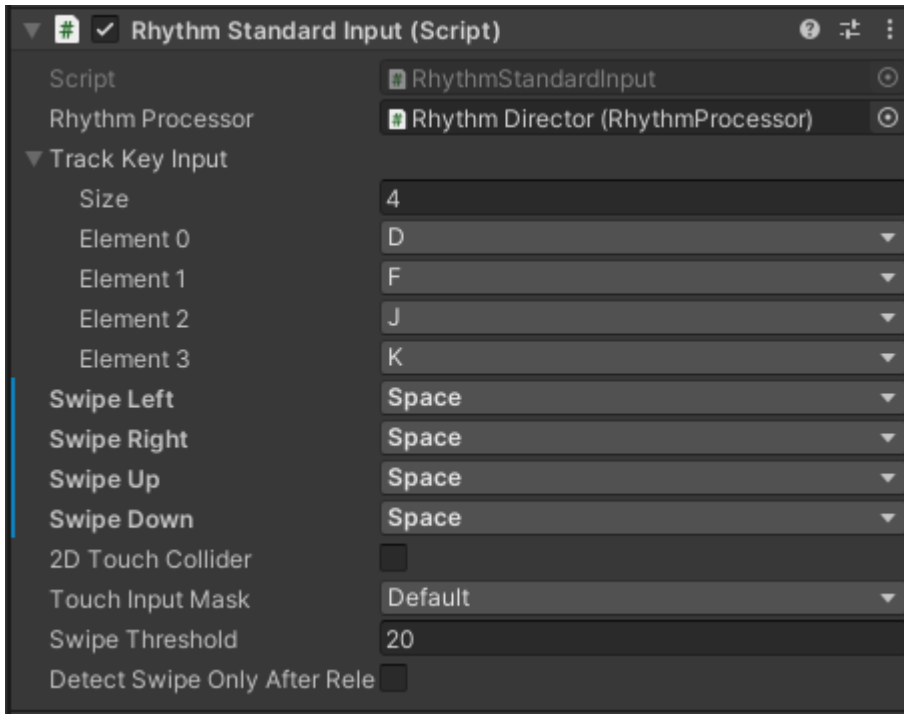 Rhythm Standard Input (Script)
Script RhythmStandardInput
Rhythm Processor Rhythm Director (RhythmProcessor)
Track Key Input
Size 4
Element 0 D
Element 1 F
Element 2 J
Element 3 K
Swipe Left Space
Swipe Right Space
Swipe Up Space
Swipe Down Space
2D Touch Collider
Touch Input Mask Default
Swipe Threshold 20
Detect Swipe Only After Rele